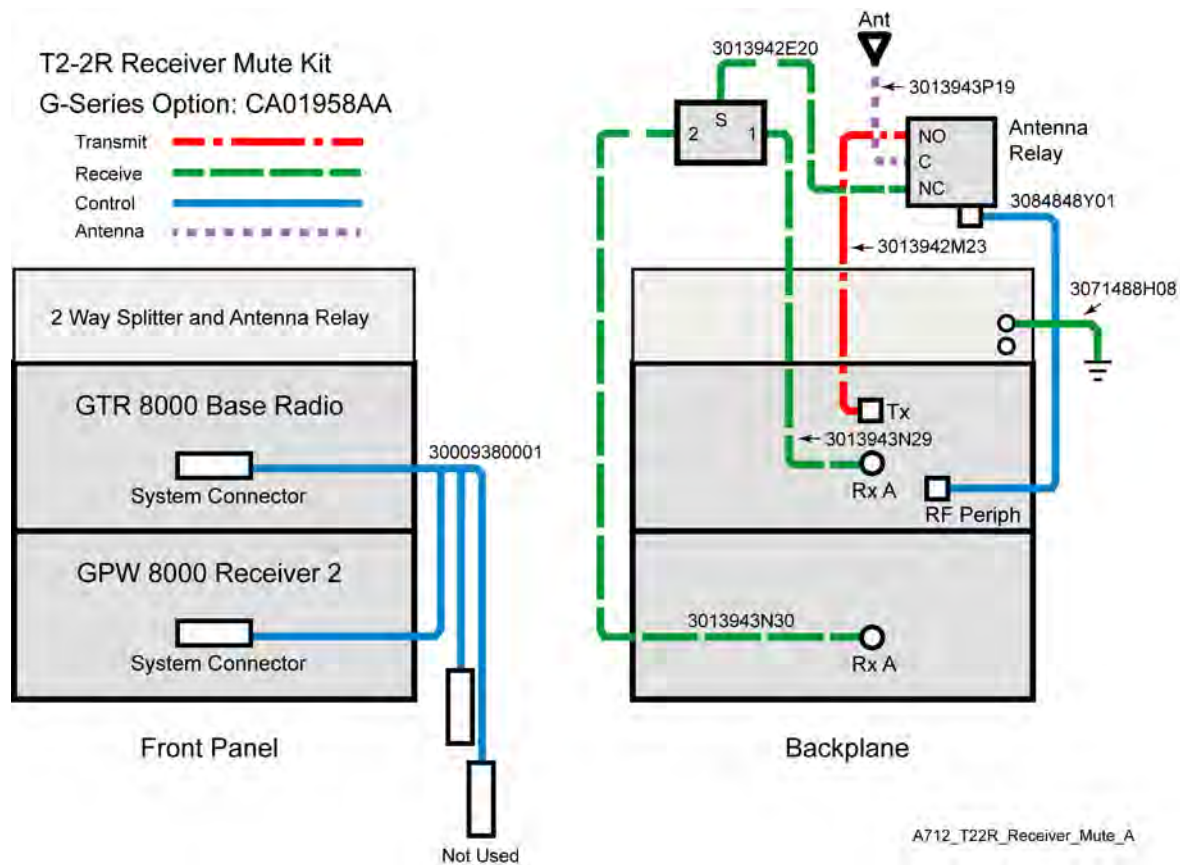 T2-2R Receiver Mute Kit
G-Series Option: CA01958AA
Transmit
Receive
Control
Antenna
2 Way Splitter and Antenna Relay
GTR 8000 Base Radio
System Connector
30009380001
GPW 8000 Receiver 2
System Connector
Front Panel
Not Used
Ant
3013942E20
3013943P19
S
2
1
NO
C
NC
Antenna
Relay
3084848Y01
3013942M23
3071488H08
Tx
3013943N29
Rx A
RF Periph
3013943N30
Rx A
Backplane
A712_T22R_Receiver_Mute_A